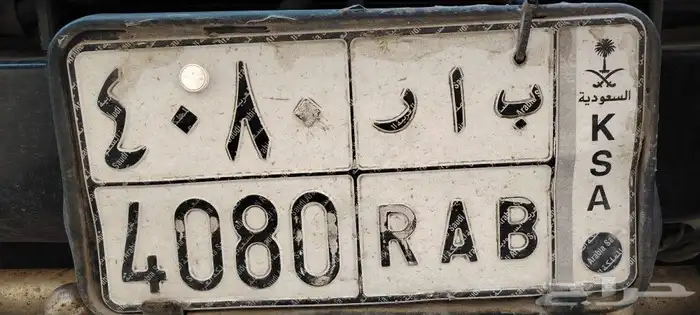 ٤٠٨٠ ب ا ر
4080 RAB
السعودية
K
S
A
حراج